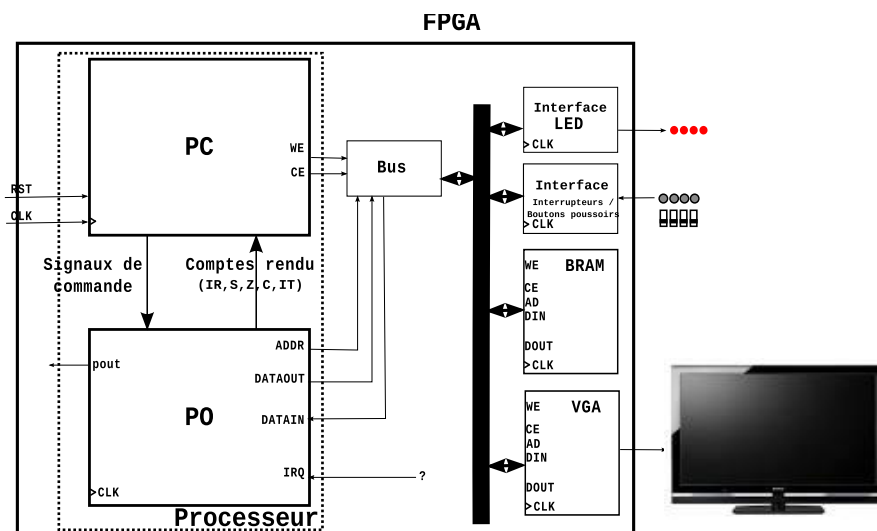 FPGA
PC
WE
CE
RST
CLK
Bus
Interface
LED
CLK
Interface
Interrupteurs /
Boutons poussoirs
CLK
Signaux de
commande
Comptes rendu
(IR,S,Z,C,IT)
WE
BRAM
CE
AD
DIN
DOUT
CLK
ADDR
pout
DATAOUT
PO
DATAIN
IRQ
?
CLK
Processeur
WE
VGA
CE
AD
DIN
DOUT
CLK